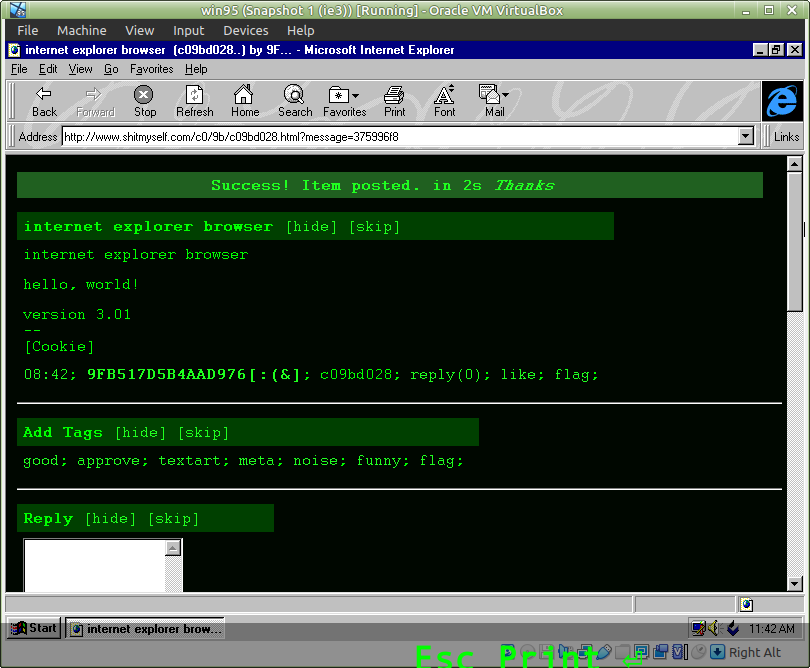 win95 (Snapshot 1 (ie3)) [Running] - Oracle VM VirtualBox
File Machine View Input Devices Help
internet explorer browser (c09bd028..) by 9F... - Microsoft Internet Explorer
File Edit View Go Favorites Help
Back Forward Stop Refresh Home Search Favorites Print Font Mail
Address http://www.shitmyself.com/c0/9b/c09bd028.html?message=375996f8 Links
Success! Item posted. in 2s Thanks
internet explorer browser [hide] [skip]
internet explorer browser
hello, world!
version 3.01
--
[Cookie]
08:42; 9FB517D5B4AAD976[:(&]; c09bd028; reply(0); like; flag;
Add Tags [hide] [skip]
good; approve; textart; meta; noise; funny; flag;
Reply [hide] [skip]
Start internet explorer brow... 11:42 AM
Esc Print
Right Alt